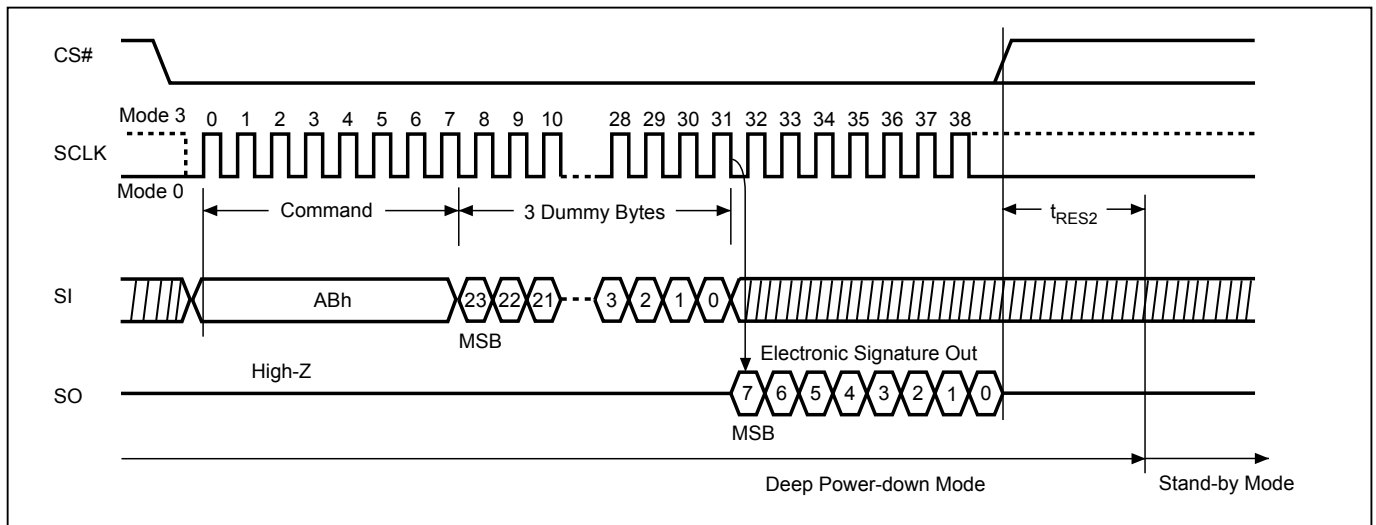 CS#
Mode 3
0 1 2 3 4 5 6 7 8 9 10 28 29 30 31 32 33 34 35 36 37 38
SCLK
Mode 0
Command
3 Dummy Bytes
tRES2
SI
ABh
23 22 21 3 2 1 0
MSB
Electronic Signature Out
High-Z
SO
7 6 5 4 3 2 1 0
MSB
Deep Power-down Mode
Stand-by Mode